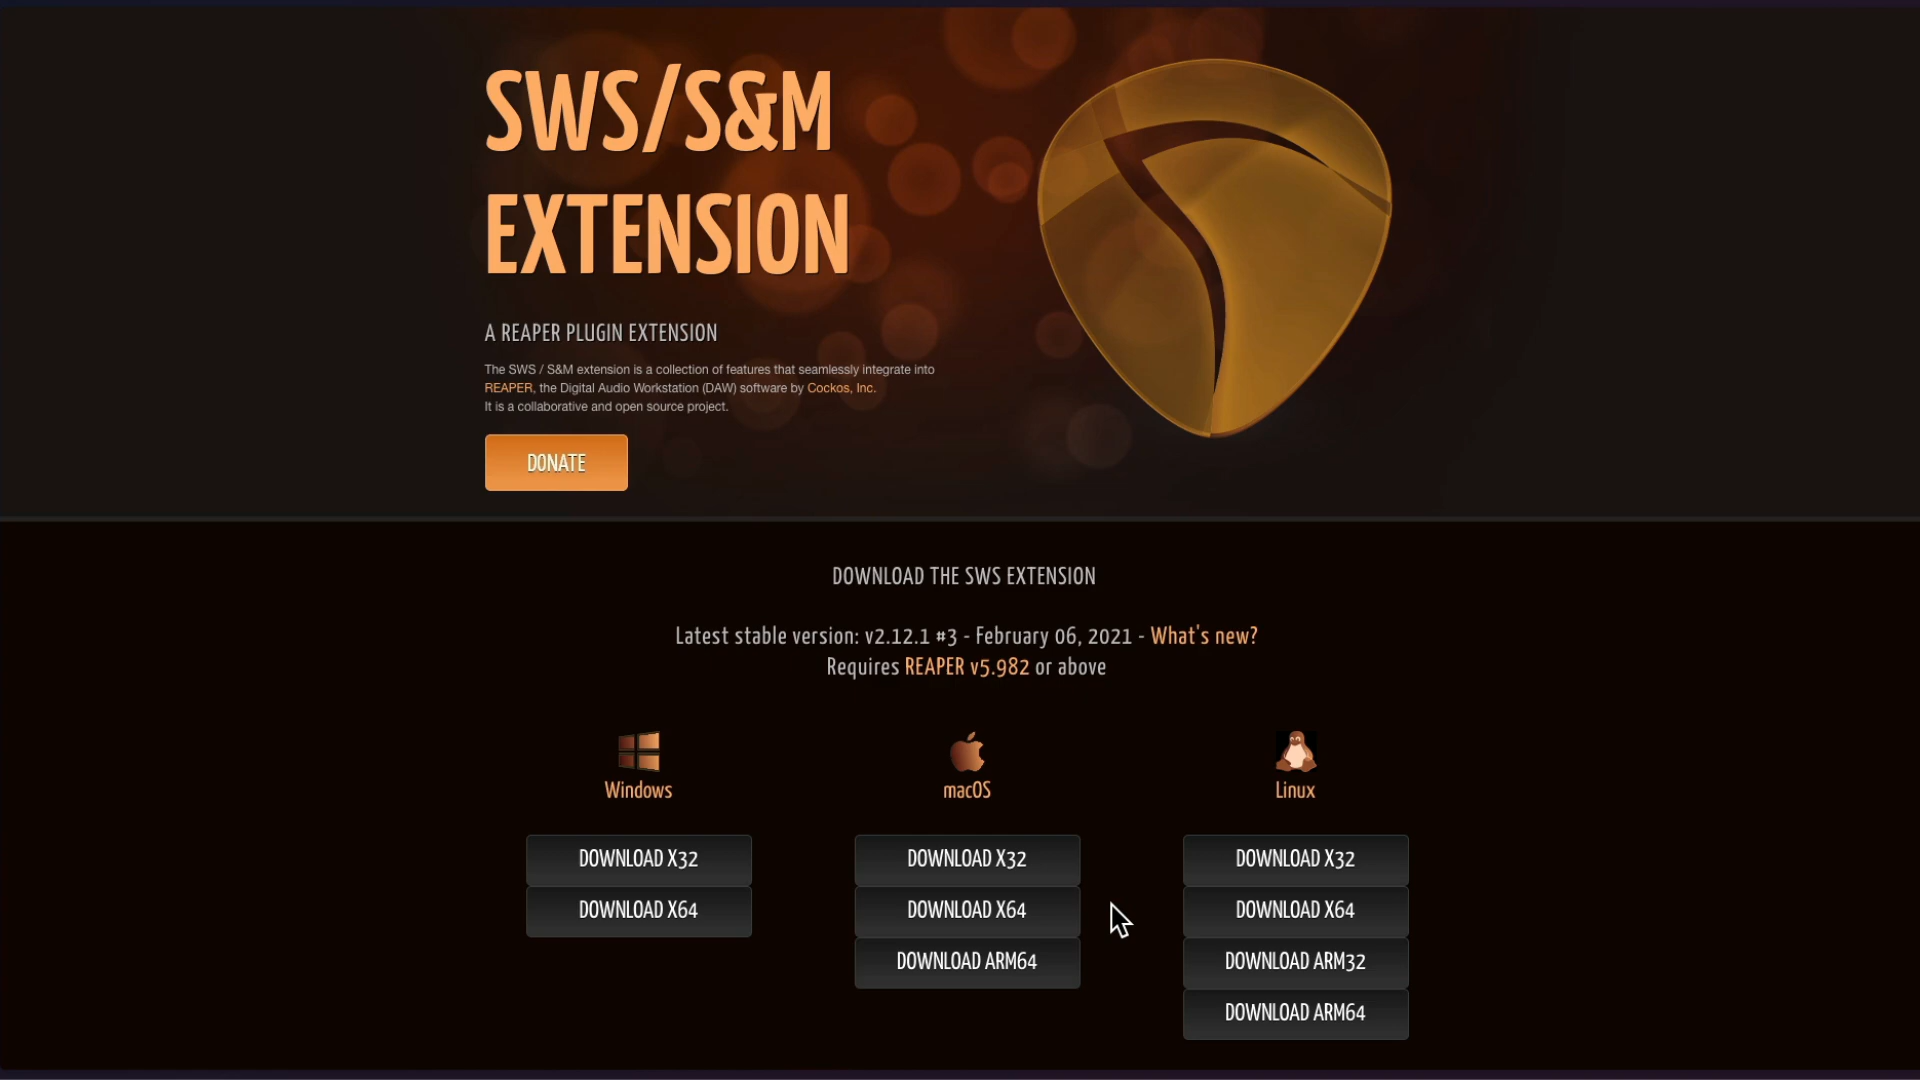 SWS/S&M
EXTENSION
A REAPER PLUGIN EXTENSION
The SWS / S&M extension is a collection of features that seamlessly integrate into
REAPER, the Digital Audio Workstation (DAW) software by Cockos, Inc.
It is a collaborative and open source project.
DONATE
DOWNLOAD THE SWS EXTENSION
Latest stable version: v2.12.1 #3 - February 06, 2021 - What's new?
Requires REAPER v5.982 or above
Windows
DOWNLOAD X32
DOWNLOAD X64
macOS
DOWNLOAD X32
DOWNLOAD X64
DOWNLOAD ARM64
Linux
DOWNLOAD X32
DOWNLOAD X64
DOWNLOAD ARM32
DOWNLOAD ARM64